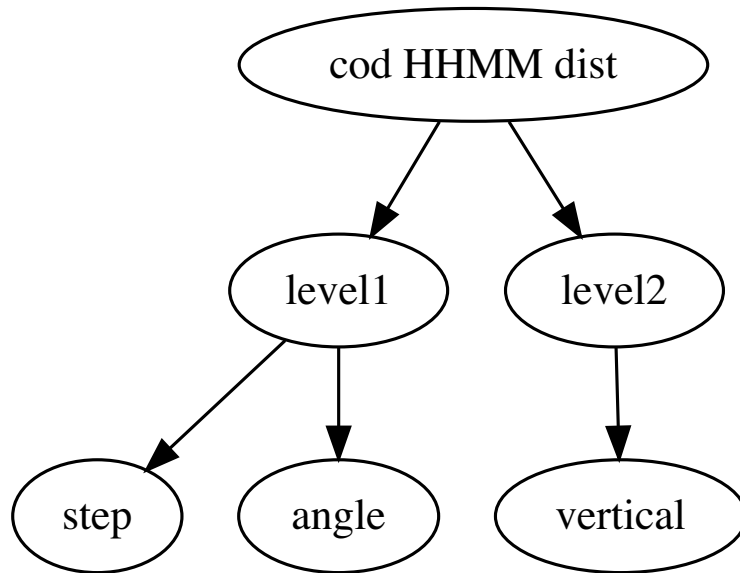 cod HHMM dist
level1
level2
step
angle
vertical